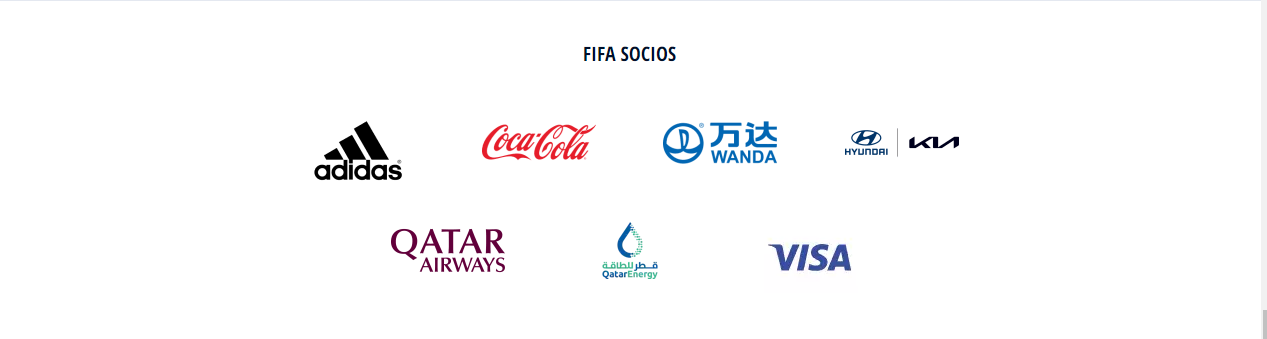 FIFA SOCIOS
adidas
Coca-Cola
万达
WANDA
HYUNDAI
KIA
QATAR
AIRWAYS
قطر للطاقة
QatarEnergy
VISA